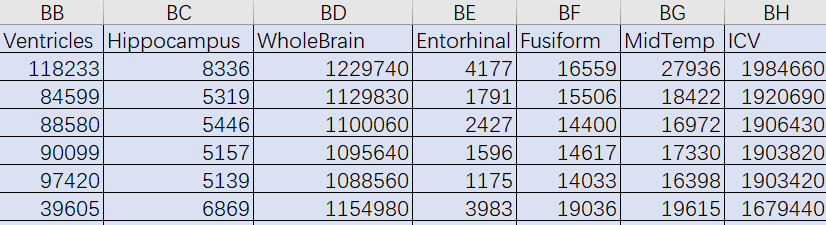 BB BC BD BE BF BG BH
Ventricles Hippocampus WholeBrain Entorhinal Fusiform MidTemp ICV
118233 8336 1229740 4177 16559 27936 1984660
84599 5319 1129830 1791 15506 18422 1920690
88580 5446 1100060 2427 14400 16972 1906430
90099 5157 1095640 1596 14617 17330 1903820
97420 5139 1088560 1175 14033 16398 1903420
39605 6869 1154980 3983 19036 19615 1679440